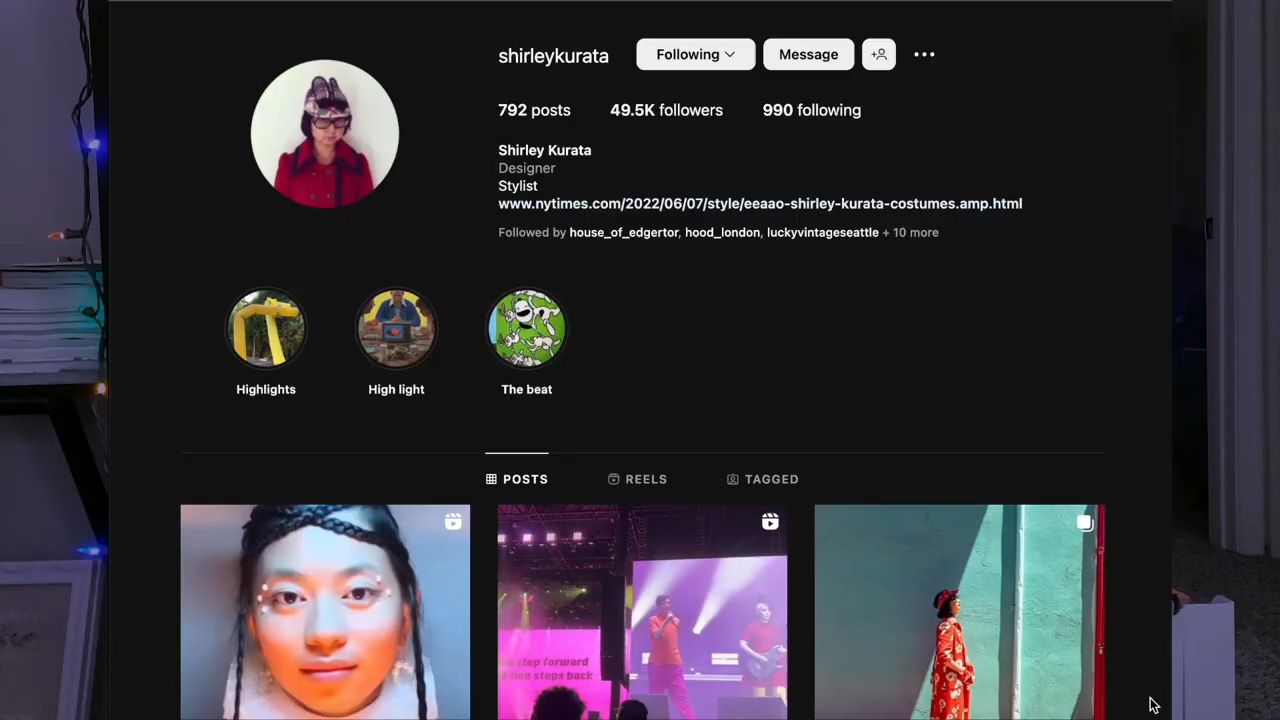 shirleykurata Following Message
792 posts 49.5K followers 990 following
Shirley Kurata
Designer
Stylist
www.nytimes.com/2022/06/07/style/eeaao-shirley-kurata-costumes.amp.html
Followed by house_of_edgertor, hood_london, luckyvintageseattle + 10 more
Highlights High light The beat
POSTS REELS TAGGED
step forward
five steps back